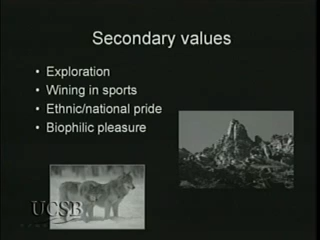 Secondary values
• Exploration
• Wining in sports
• Ethnic/national pride
• Biophilic pleasure
UCSB